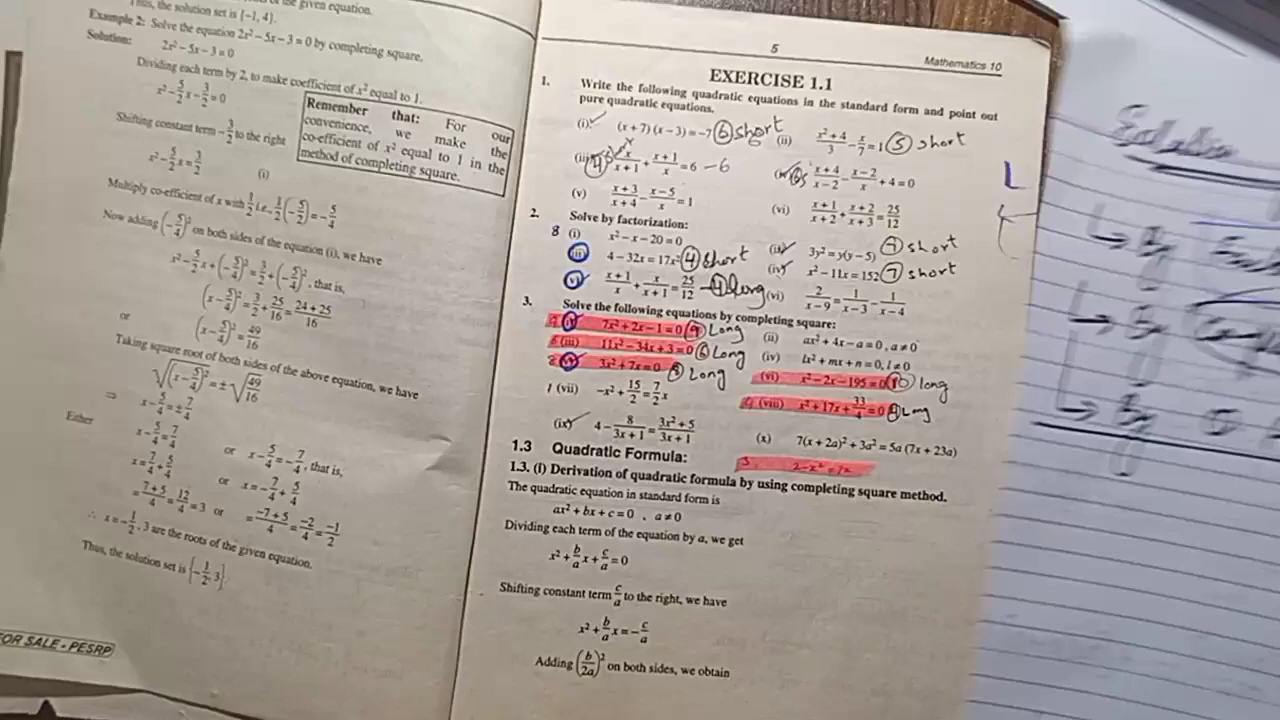 Thus, the solution set is {-1, 4}.
of the given equation.
Example 2: Solve the equation 2x² – 5x – 3 = 0 by completing square.
Solution: 2x² – 5x – 3 = 0
Dividing each term by 2, to make coefficient of x² equal to 1.
x² – 5/2 x – 3/2 = 0
Shifting constant term – 3/2 to the right
x² – 5/2 x = 3/2 (i)
Remember that: For our
convenience, we make the
co-efficient of x² equal to 1 in the
method of completing square.
Multiply co-efficient of x with 1/2 i.e., 1/2(–5/2) = –5/4
Now adding (–5/4)² on both sides of the equation (i), we have
x² – 5/2 x + (–5/4)² = 3/2 + (–5/4)², that is,
(x – 5/4)² = 3/2 + 25/16 = 24 + 25/16
or (x – 5/4)² = 49/16
Taking square root of both sides of the above equation, we have
√(x – 5/4)² = ± √49/16
⇒ x – 5/4 = ± 7/4
Either x – 5/4 = 7/4 or x – 5/4 = –7/4, that is,
x = 7/4 + 5/4 or x = –7/4 + 5/4
= 7 + 5/4 = 12/4 = 3 or = –7 + 5/4 = –2/4 = –1/2
∴ x = –1/2, 3 are the roots of the given equation.
Thus, the solution set is {–1/2, 3}.
FOR SALE - PESRP
5
Mathematics 10
EXERCISE 1.1
1. Write the following quadratic equations in the standard form and point out
pure quadratic equations.
(i) (x + 7) (x – 3) = –7 6 short (ii) x² + 4/3 – x/7 = 1 5 short
(iii) x/x + 1 + x + 1/x = 6 – 6 x + 4/x – 2 – x – 2/x + 4 = 0
(v) x + 3/x + 4 – x – 5/x = 1 (vi) x + 1/x + 2 + x + 2/x + 3 = 25/12
2. Solve by factorization:
8 (i) x² – x – 20 = 0 3y² = y(y – 5) short
(iii) 4 – 32x = 17x² 4 short (iv) x² – 11x = 152 7 short
(v) x + 1/x + x/x + 1 = 25/12 long (vi) 2/x – 9 = 1/x – 3 – 1/x – 4
3. Solve the following equations by completing square:
7x² + 2x – 1 = 0 9 Long (ii) ax² + 4x – a = 0 , a ≠ 0
(iii) 11x² – 34x + 3 = 0 6 Long (iv) lx² + mx + n = 0, l ≠ 0
3x² + 7x = 0 8 Long (vi) x² – 2x – 195 = 0 10 long
1 (vii) –x² + 15/2 = 7/2 x (viii) x² + 17x + 33/4 = 0 Long
(ix) 4 – 8/3x + 1 = 3x² + 5/3x + 1 (x) 7(x + 2a)² + 3a² = 5a (7x + 23a)
1.3 Quadratic Formula:
1.3. (i) Derivation of quadratic formula by using completing square method.
The quadratic equation in standard form is
ax² + bx + c = 0 , a ≠ 0
Dividing each term of the equation by a, we get
x² + b/a x + c/a = 0
Shifting constant term c/a to the right, we have
x² + b/a x = – c/a
Adding (b/2a)² on both sides, we obtain
By
By
By